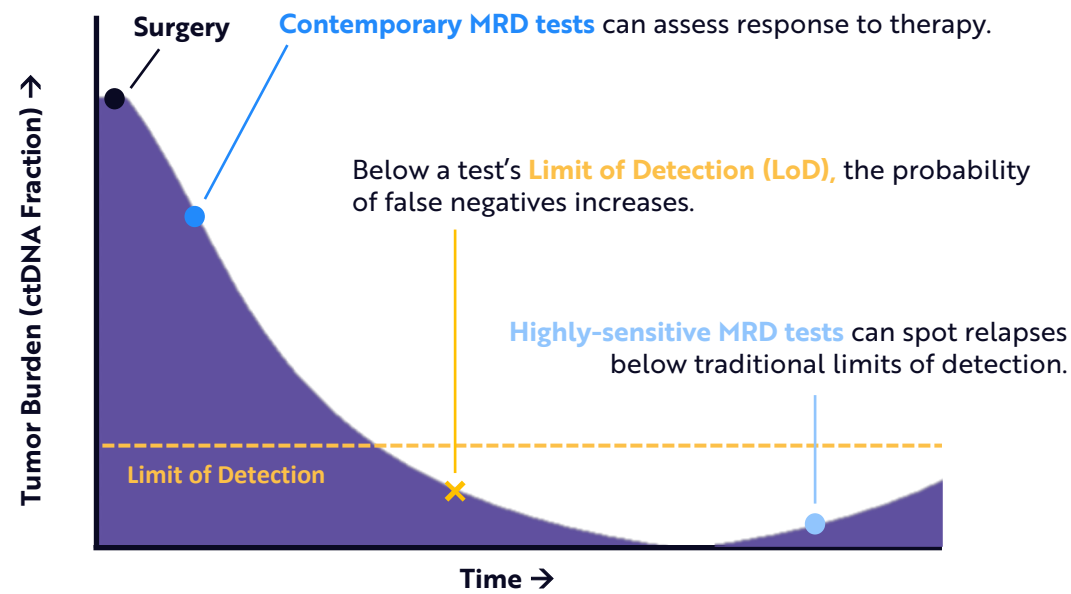 Surgery
Contemporary MRD tests can assess response to therapy.
Tumor Burden (ctDNA Fraction) →
Below a test’s Limit of Detection (LoD), the probability
of false negatives increases.
Highly-sensitive MRD tests can spot relapses
below traditional limits of detection.
Limit of Detection
Time →